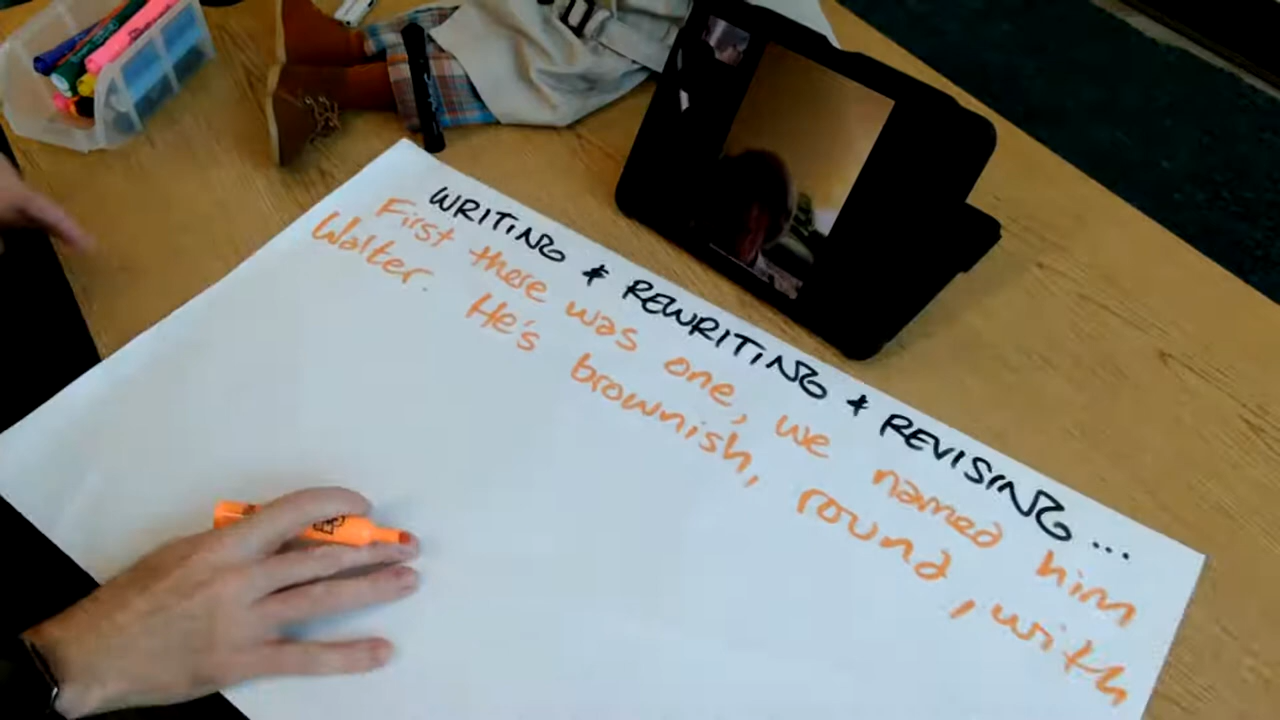 WRITING & REWRITING & REVISING...
First there was one, we named him
Walter. He's brownish, round, with